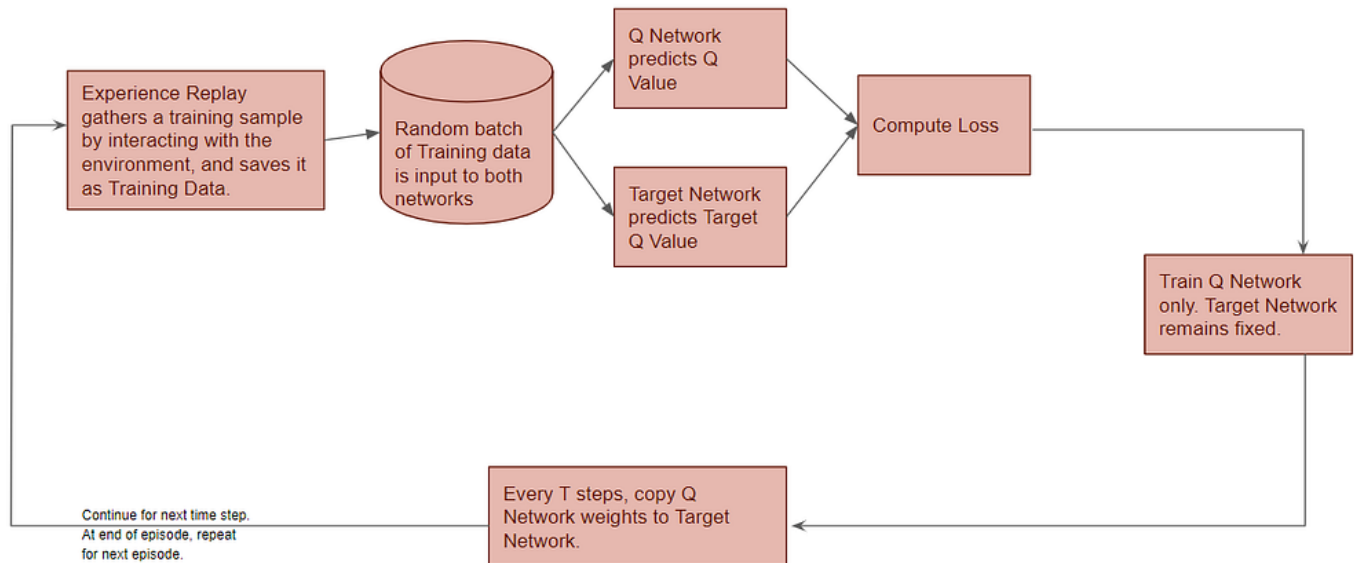 Experience Replay
gathers a training sample
by interacting with the
environment, and saves it
as Training Data.
Random batch
of Training data
is input to both
networks
Q Network
predicts Q
Value
Target Network
predicts Target
Q Value
Compute Loss
Train Q Network
only. Target Network
remains fixed.
Every T steps, copy Q
Network weights to Target
Network.
Continue for next time step.
At end of episode, repeat
for next episode.